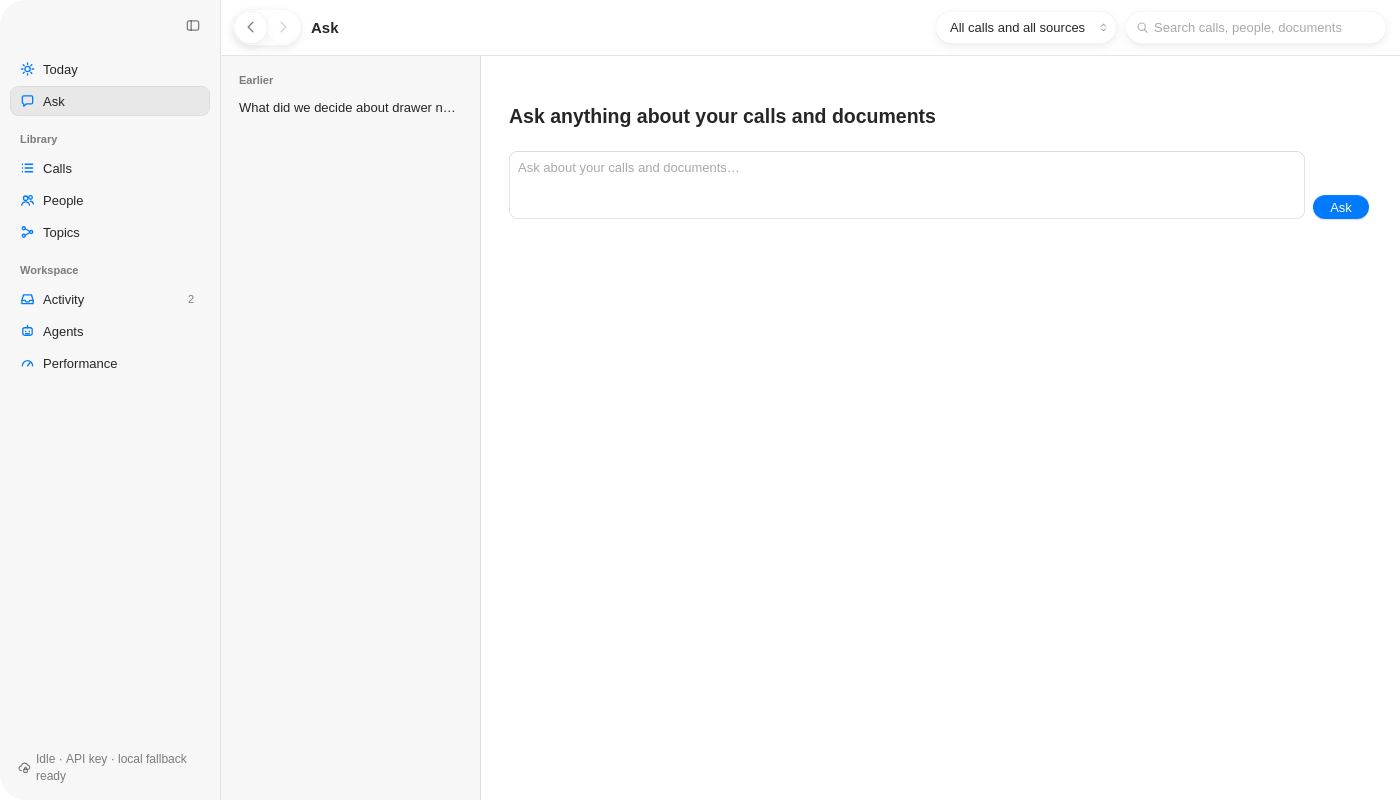 Ask
All calls and all sources
Search calls, people, documents
Today
Ask
Library
Calls
People
Topics
Workspace
Activity 2
Agents
Performance
Idle · API key · local fallback
ready
Earlier
What did we decide about drawer n…
Ask anything about your calls and documents
Ask about your calls and documents…
Ask